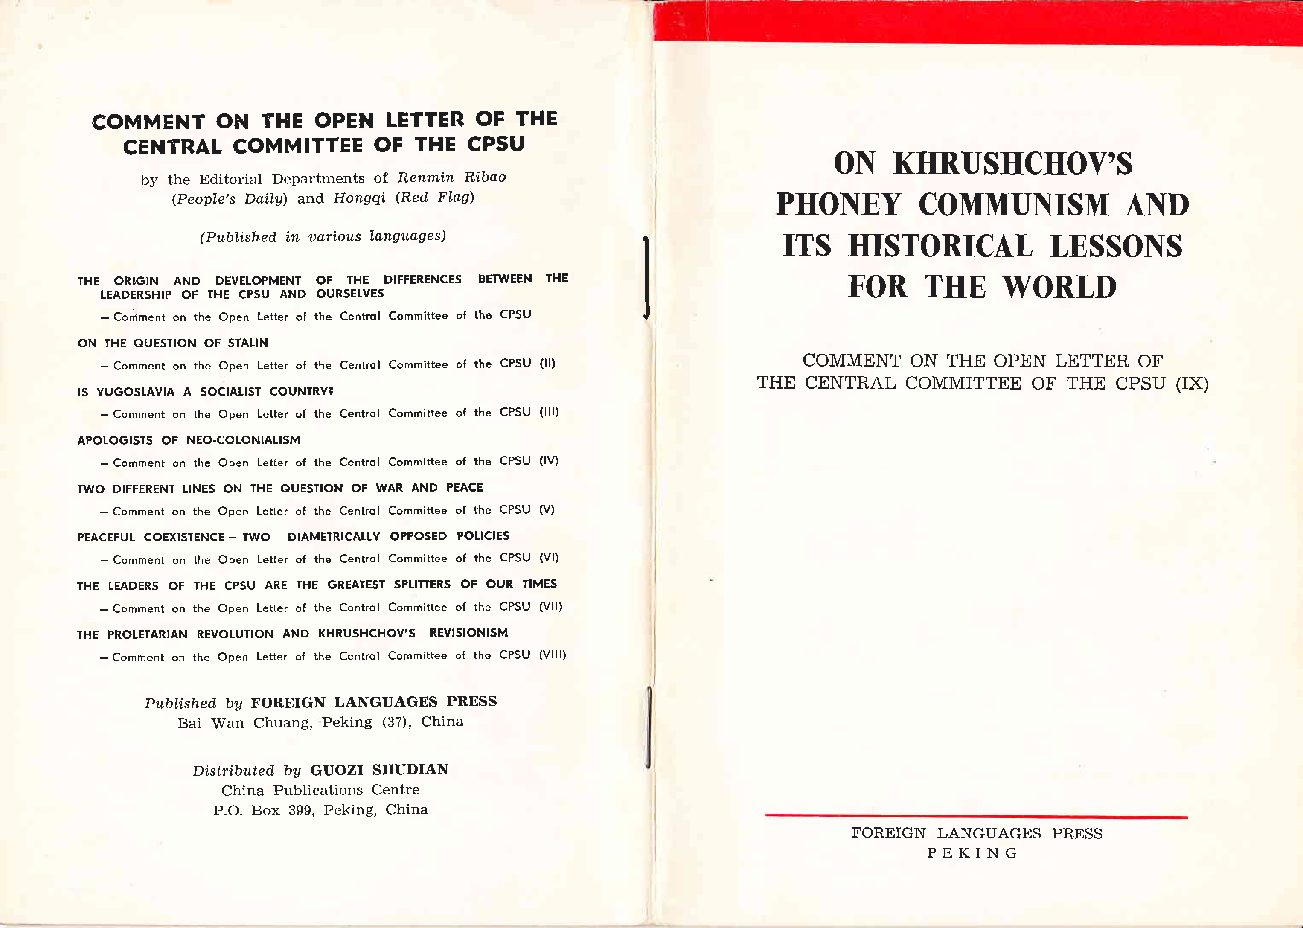 COMMENT ON THE OPEN LETTER OF THE
CENTRAL COMMITTEE OF THE CPSU
by the Editorial Departments of Renmin Ribao
(People's Daily) and Hongqi (Red Flag)
(Published in various languages)
THE ORIGIN AND DEVELOPMENT OF THE DIFFERENCES BETWEEN THE
LEADERSHIP OF THE CPSU AND OURSELVES
— Comment on the Open Letter of the Central Committee of the CPSU
ON THE QUESTION OF STALIN
— Comment on the Open Letter of the Central Committee of the CPSU (II)
IS YUGOSLAVIA A SOCIALIST COUNTRY?
— Comment on the Open Letter of the Central Committee of the CPSU (III)
APOLOGISTS OF NEO-COLONIALISM
— Comment on the Open Letter of the Central Committee of the CPSU (IV)
TWO DIFFERENT LINES ON THE QUESTION OF WAR AND PEACE
— Comment on the Open Letter of the Central Committee of the CPSU (V)
PEACEFUL COEXISTENCE — TWO DIAMETRICALLY OPPOSED POLICIES
— Comment on the Open Letter of the Central Committee of the CPSU (VI)
THE LEADERS OF THE CPSU ARE THE GREATEST SPLITTERS OF OUR TIMES
— Comment on the Open Letter of the Central Committee of the CPSU (VII)
THE PROLETARIAN REVOLUTION AND KHRUSHCHOV'S REVISIONISM
— Comment on the Open Letter of the Central Committee of the CPSU (VIII)
Published by FOREIGN LANGUAGES PRESS
Bai Wan Chuang, Peking (37), China
Distributed by GUOZI SHUDIAN
China Publications Centre
P.O. Box 399, Peking, China
ON KHRUSHCHOV'S
PHONEY COMMUNISM AND
ITS HISTORICAL LESSONS
FOR THE WORLD
COMMENT ON THE OPEN LETTER OF
THE CENTRAL COMMITTEE OF THE CPSU (IX)
FOREIGN LANGUAGES PRESS
PEKING